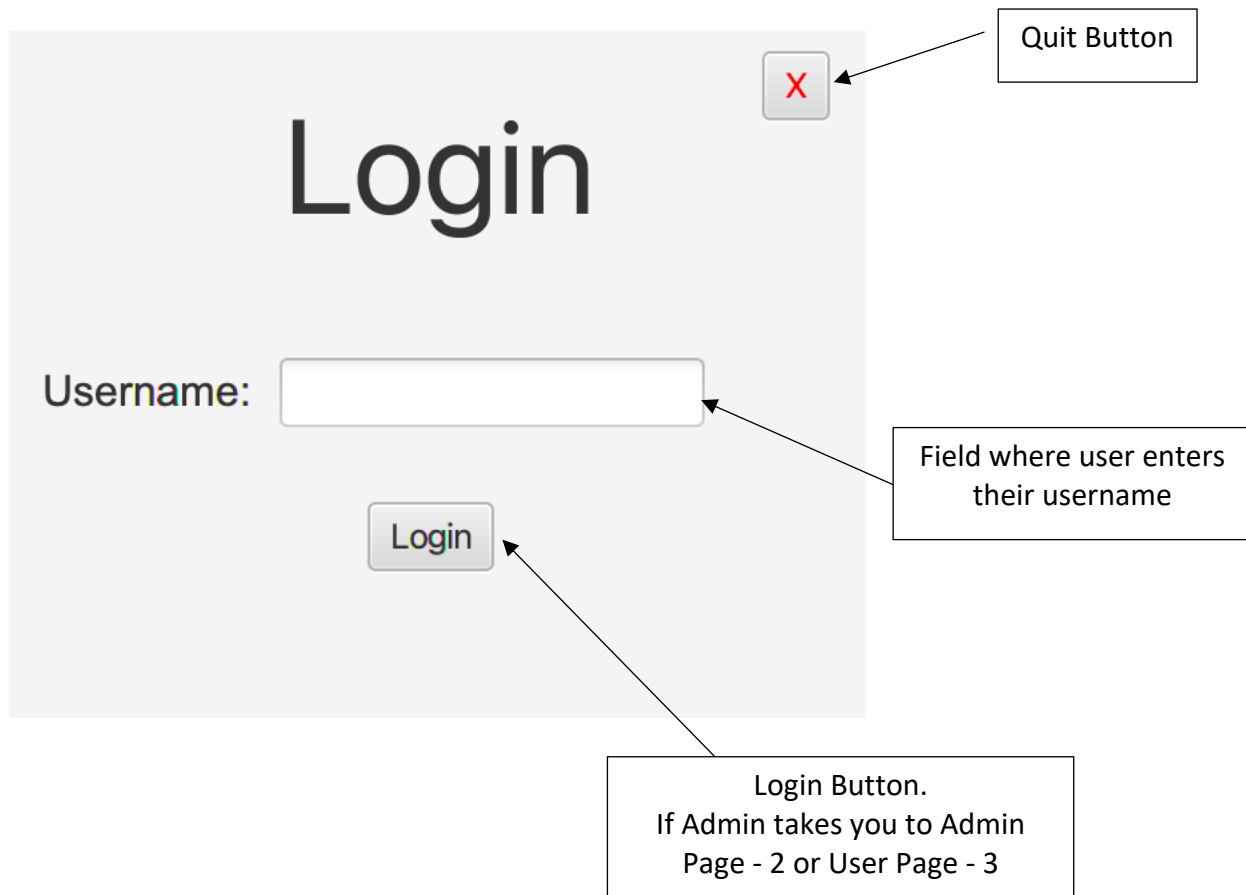 Quit Button
X
Login
Username:
Field where user enters
their username
Login
Login Button.
If Admin takes you to Admin
Page - 2 or User Page - 3